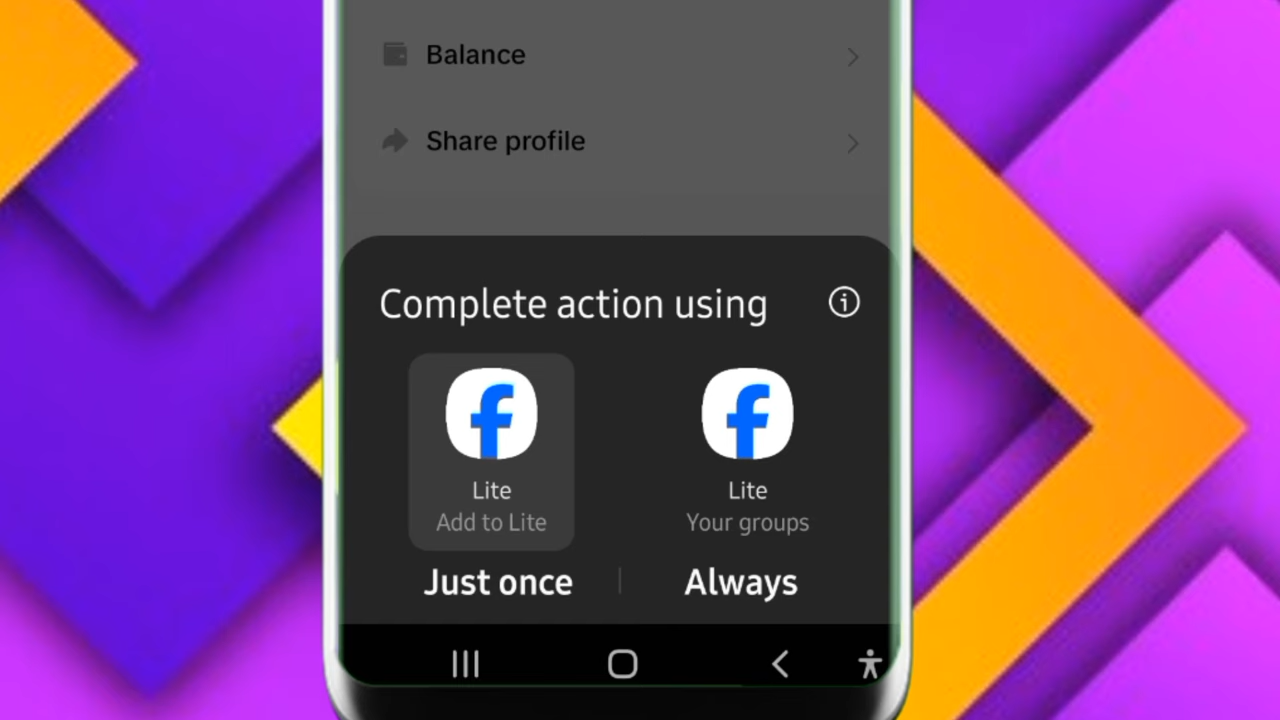 Balance
Share profile
Complete action using
Lite
Add to Lite
Lite
Your groups
Just once
Always